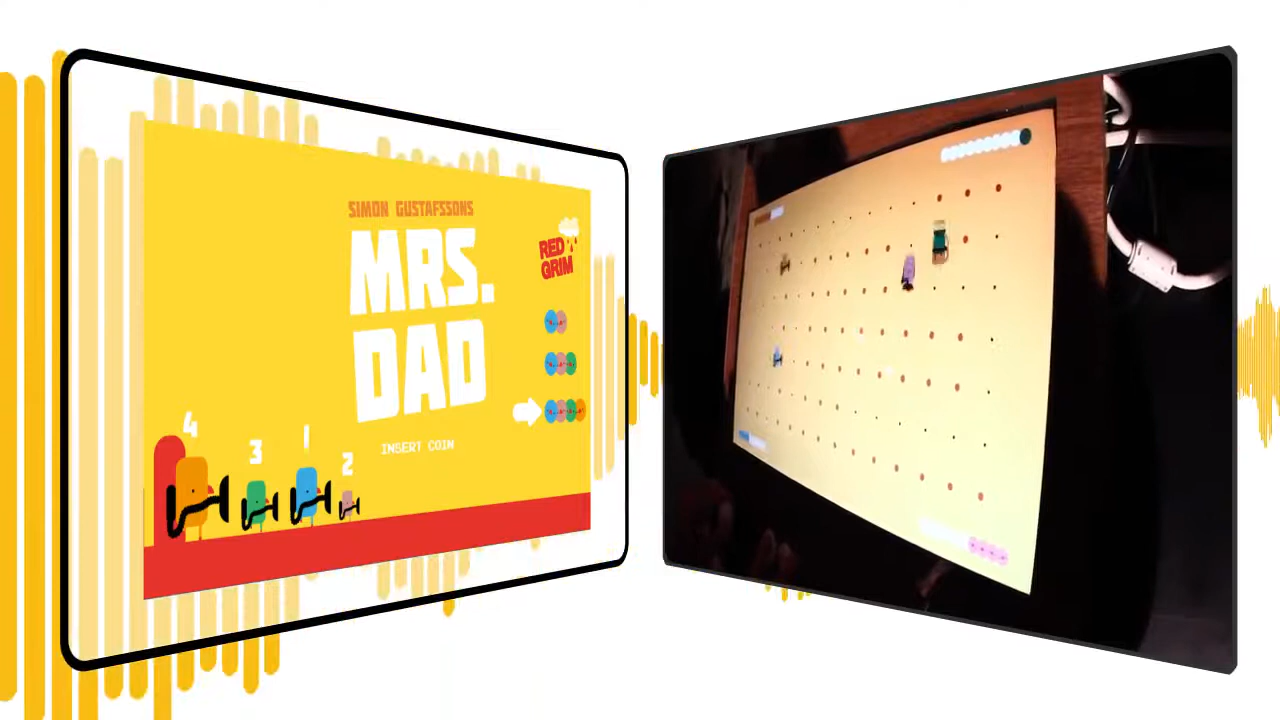 SIMON GUSTAFSSONS
MRS.
DAD
INSERT COIN
RED
GRIM
4
3
1
2